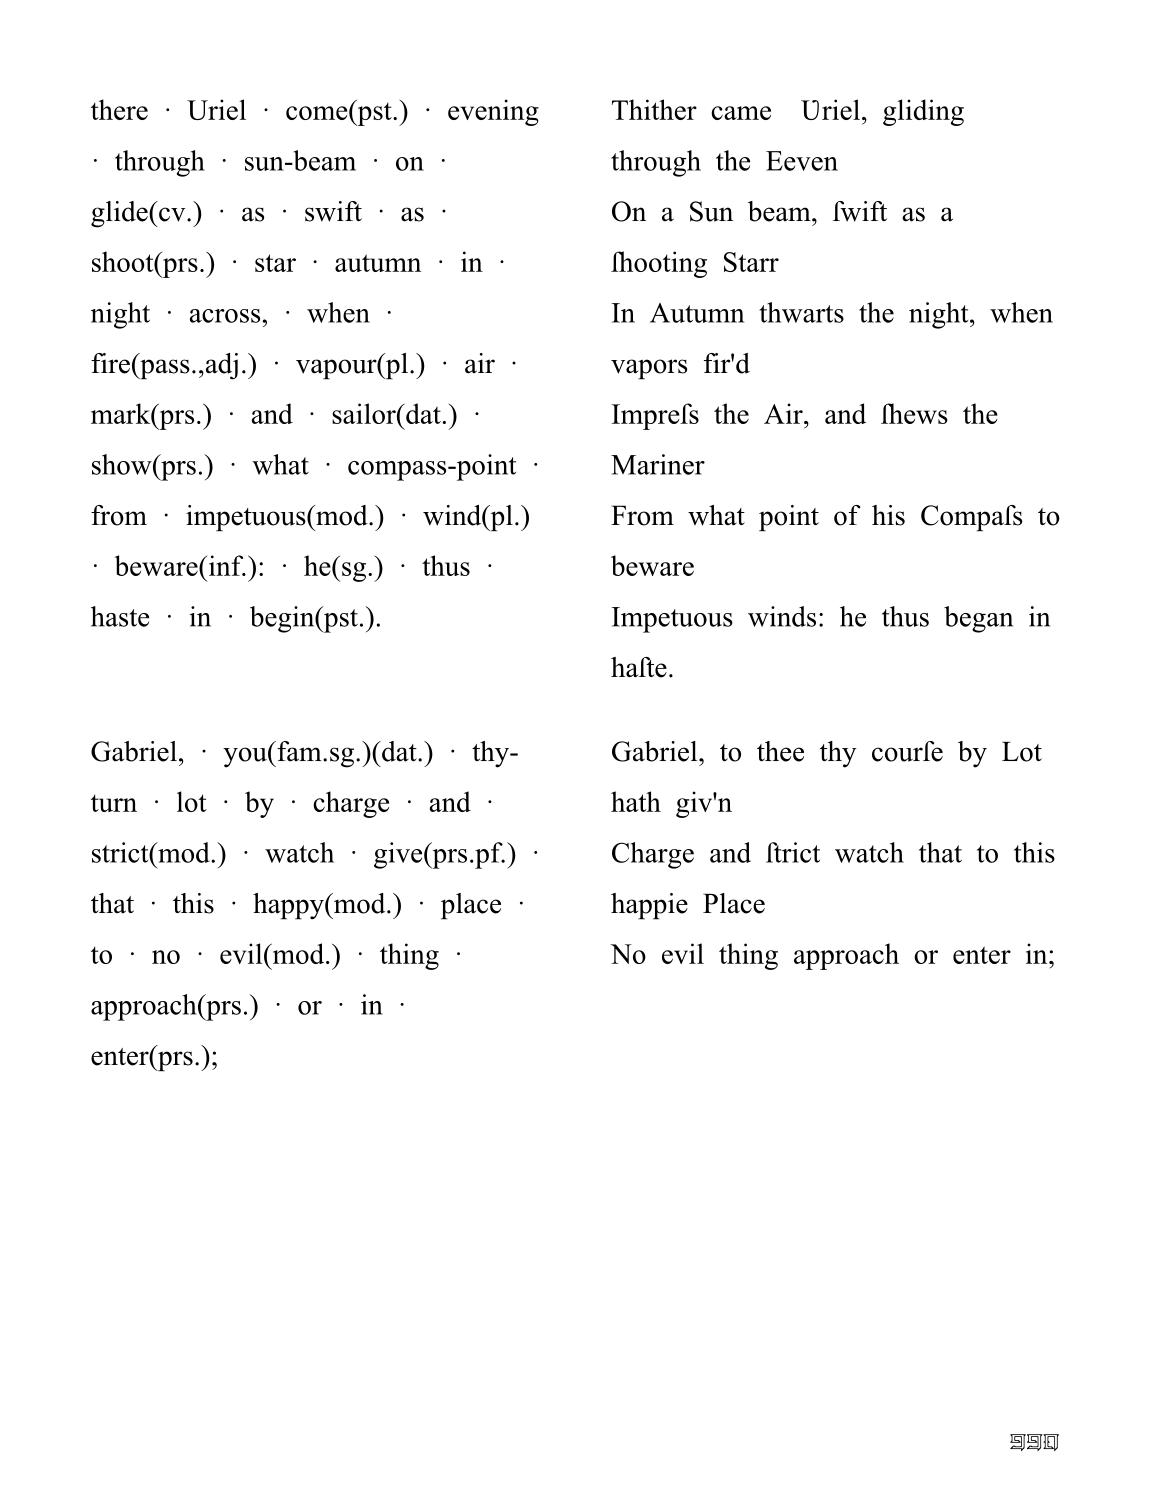 there · Uriel · come(pst.) · evening
· through · sun-beam · on ·
glide(cv.) · as · swift · as ·
shoot(prs.) · star · autumn · in ·
night · across, · when ·
fire(pass.,adj.) · vapour(pl.) · air ·
mark(prs.) · and · sailor(dat.) ·
show(prs.) · what · compass-point ·
from · impetuous(mod.) · wind(pl.)
· beware(inf.): · he(sg.) · thus ·
haste · in · begin(pst.).
Gabriel, · you(fam.sg.)(dat.) · thy-
turn · lot · by · charge · and ·
strict(mod.) · watch · give(prs.pf.) ·
that · this · happy(mod.) · place ·
to · no · evil(mod.) · thing ·
approach(prs.) · or · in ·
enter(prs.);
Thither came Uriel, gliding
through the Eeven
On a Sun beam, ſwift as a
ſhooting Starr
In Autumn thwarts the night, when
vapors fir'd
Impreſs the Air, and ſhews the
Mariner
From what point of his Compaſs to
beware
Impetuous winds: he thus began in
haſte.
Gabriel, to thee thy courſe by Lot
hath giv'n
Charge and ſtrict watch that to this
happie Place
No evil thing approach or enter in;